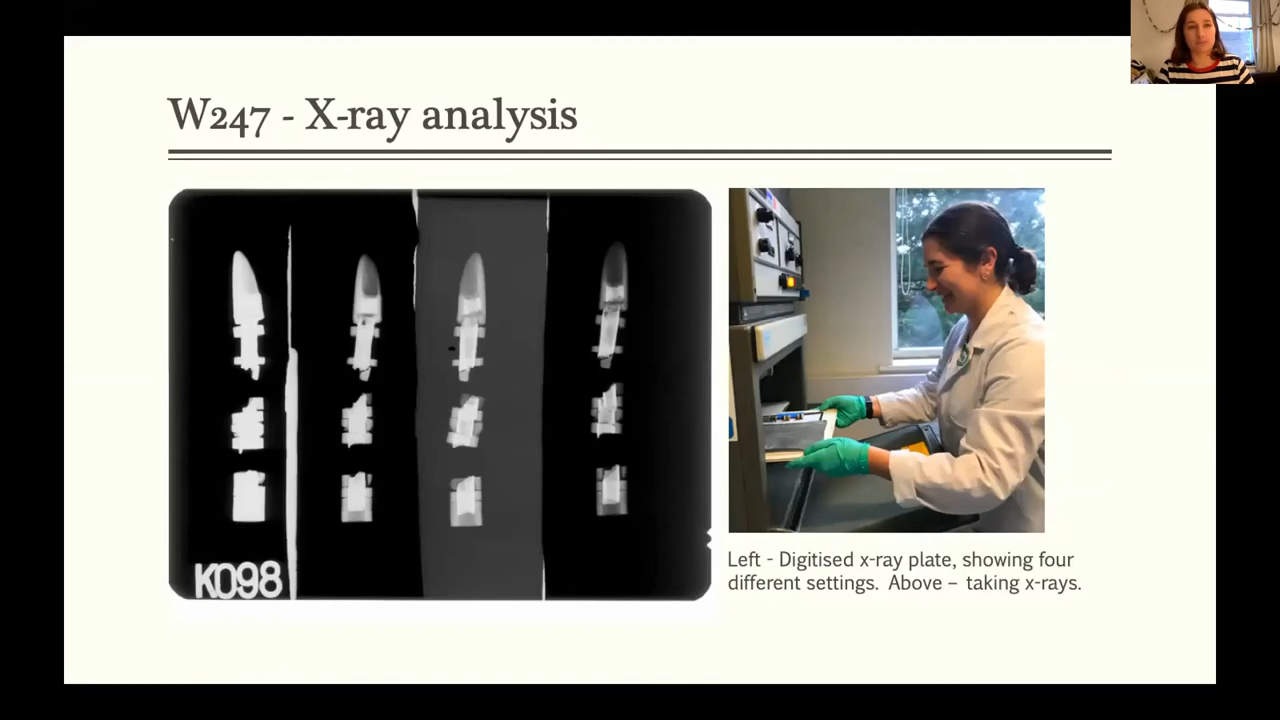 W247 - X-ray analysis
K098
Left - Digitised x-ray plate, showing four
different settings. Above – taking x-rays.